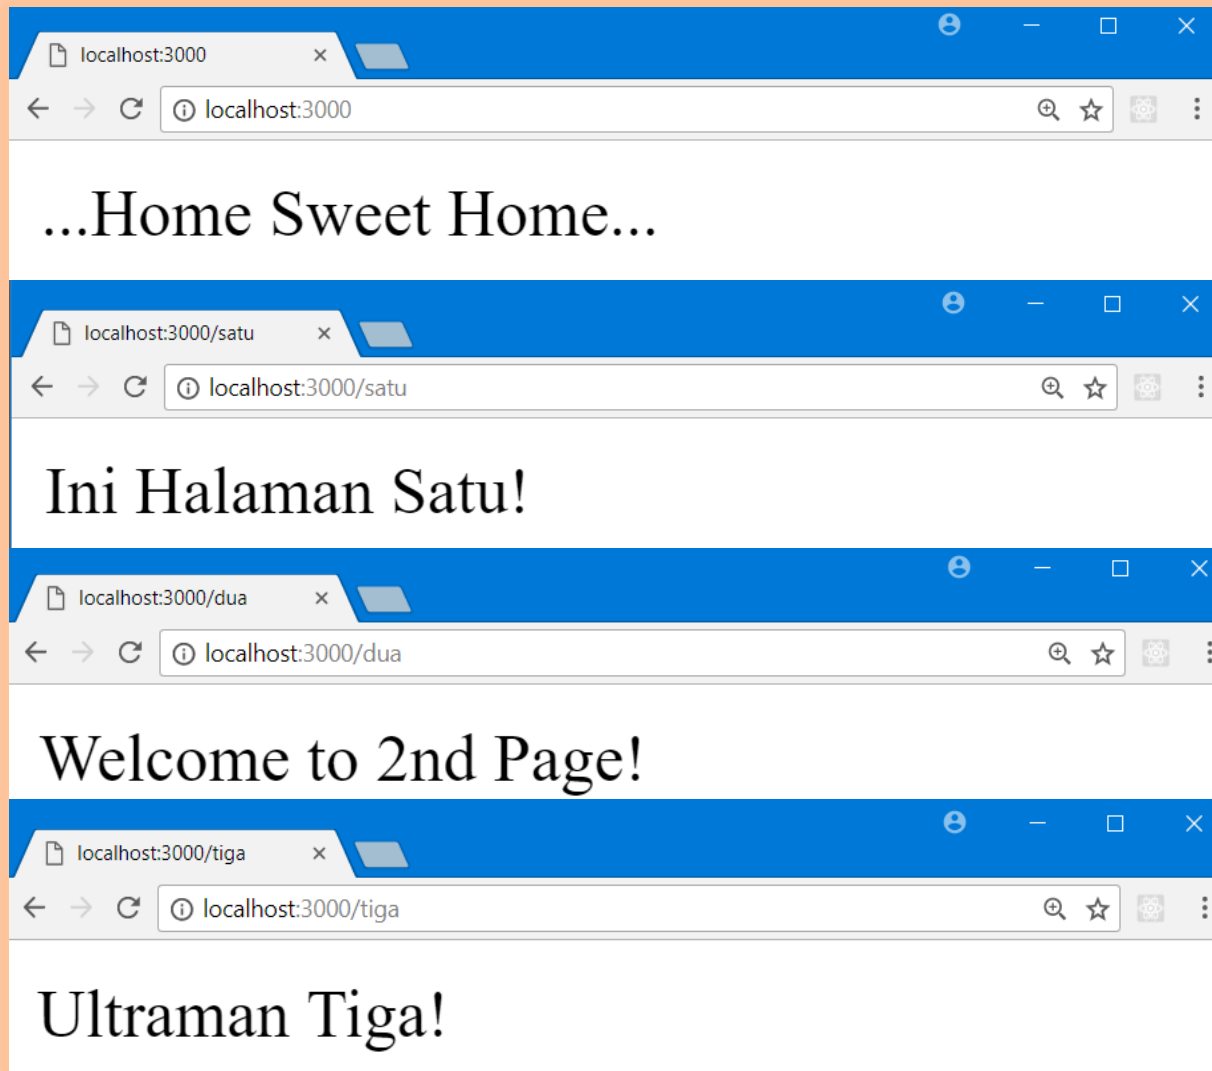 localhost:3000
localhost:3000
...Home Sweet Home...
localhost:3000/satu
localhost:3000/satu
Ini Halaman Satu!
localhost:3000/dua
localhost:3000/dua
Welcome to 2nd Page!
localhost:3000/tiga
localhost:3000/tiga
Ultraman Tiga!